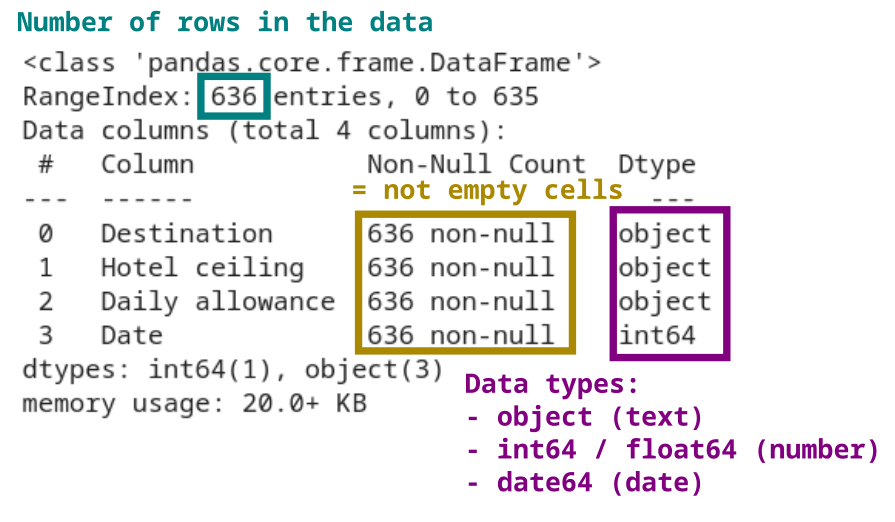 Number of rows in the data
<class 'pandas.core.frame.DataFrame'>
RangeIndex: 636 entries, 0 to 635
Data columns (total 4 columns):
#   Column   Non-Null Count   Dtype
= not empty cells
---   ------   ---
0   Destination   636 non-null   object
1   Hotel ceiling   636 non-null   object
2   Daily allowance   636 non-null   object
3   Date   636 non-null   int64
dtypes: int64(1), object(3)
memory usage: 20.0+ KB
Data types:
- object (text)
- int64 / float64 (number)
- date64 (date)